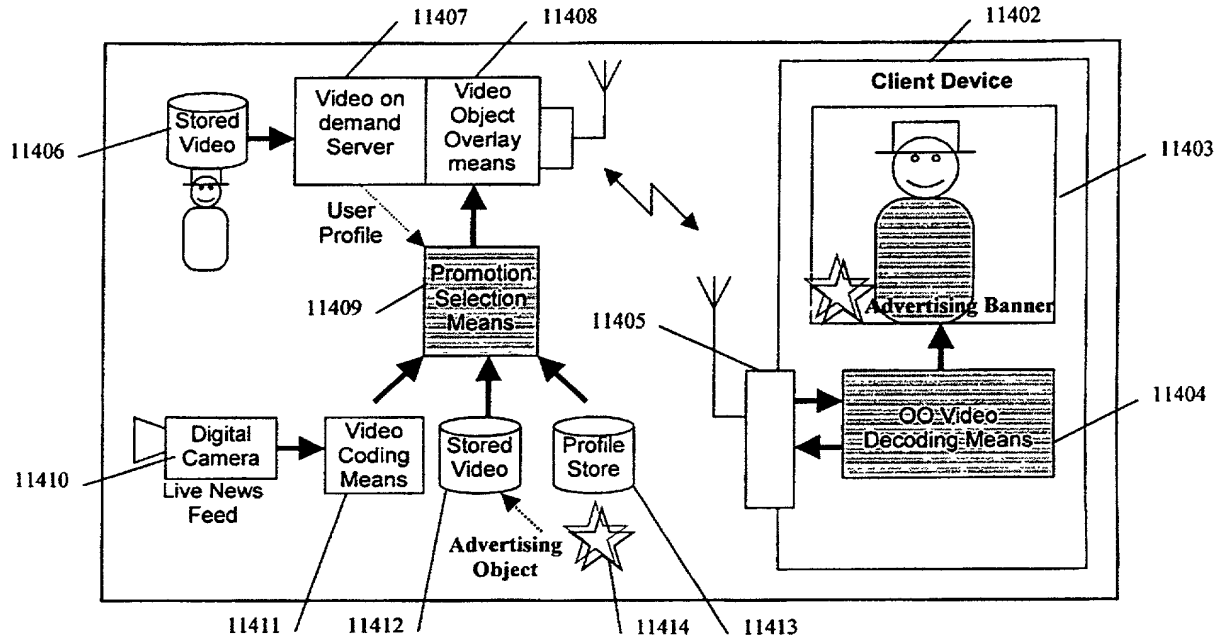 11407
11408
11402
Client Device
Stored
Video
Video on
demand
Server
Video
Object
Overlay
means
11406
11403
User
Profile
Promotion
Selection
Means
11409
Advertising Banner
11405
11404
OO Video
Decoding Means
Digital
Camera
Video
Coding
Means
Stored
Video
Profile
Store
11410
Live News
Feed
Advertising
Object
11411
11412
11414
11413